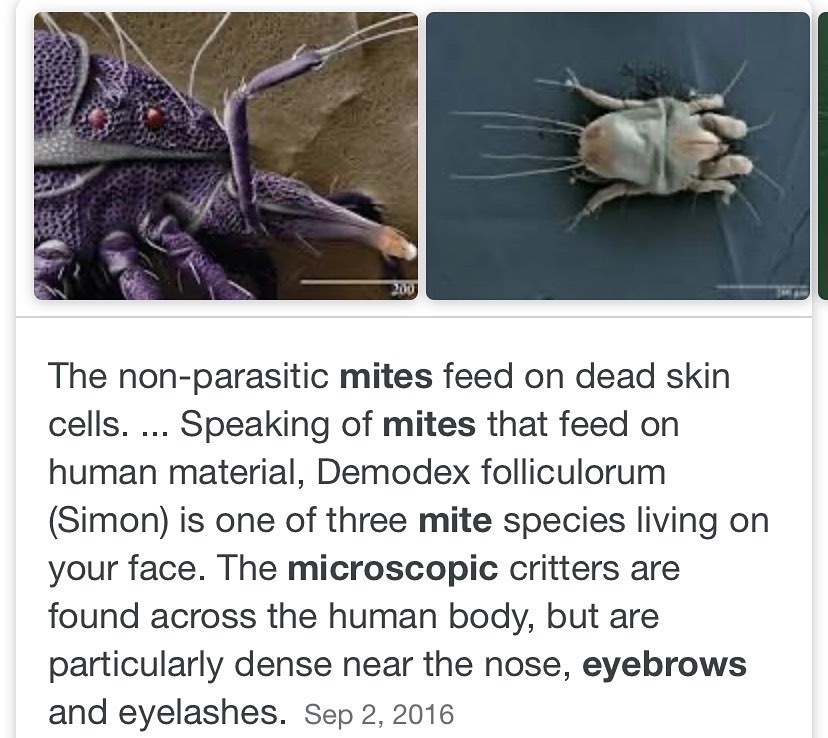 200
The non-parasitic mites feed on dead skin
cells. ... Speaking of mites that feed on
human material, Demodex folliculorum
(Simon) is one of three mite species living on
your face. The microscopic critters are
found across the human body, but are
particularly dense near the nose, eyebrows
and eyelashes. Sep 2, 2016